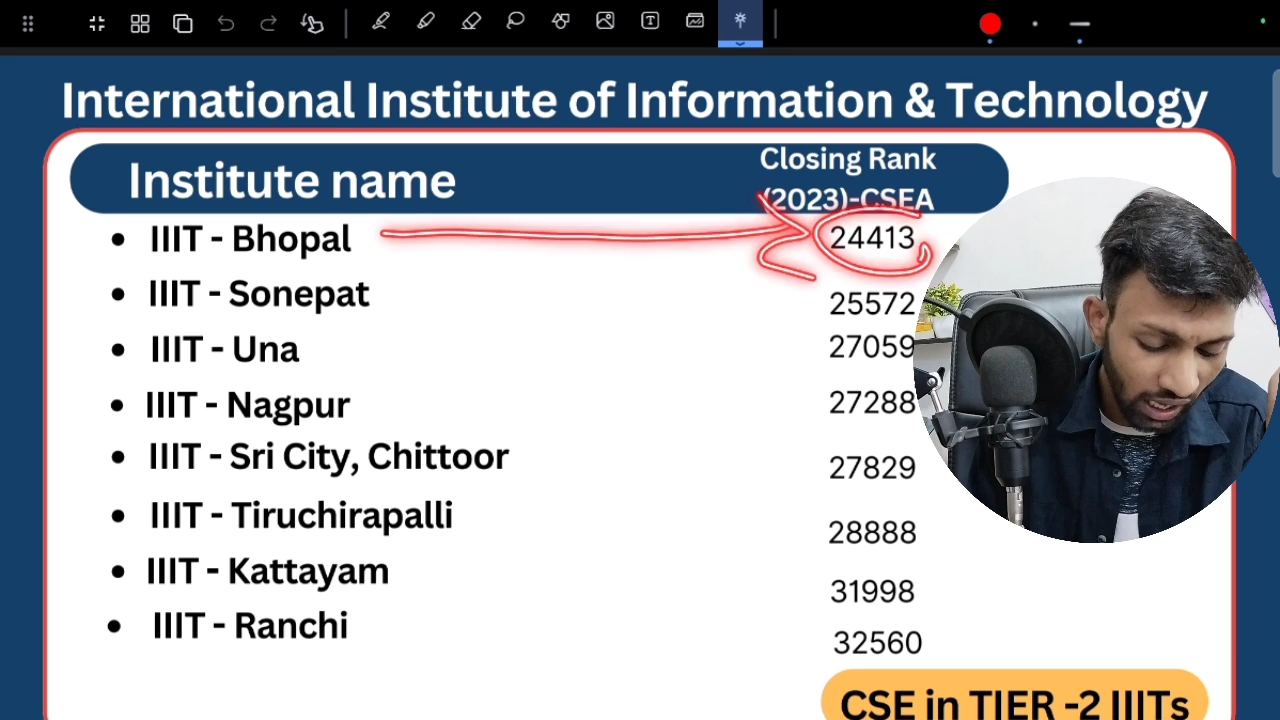 International Institute of Information & Technology
Institute name
Closing Rank
(2023)-CSEA
IIIT - Bhopal 24413
IIIT - Sonepat 25572
IIIT - Una 27059
IIIT - Nagpur 27288
IIIT - Sri City, Chittoor 27829
IIIT - Tiruchirapalli 28888
IIIT - Kattayam 31998
IIIT - Ranchi 32560
CSE in TIER -2 IIITs